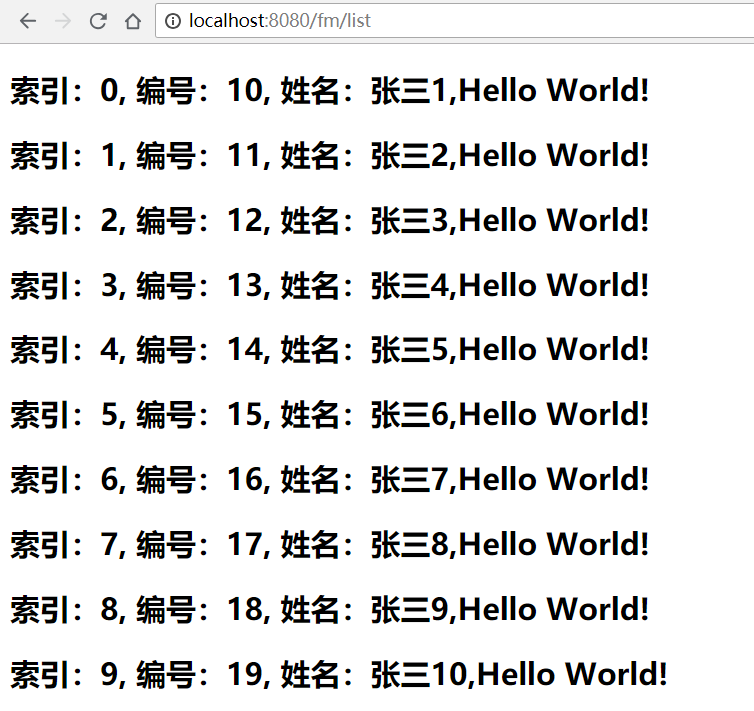 localhost:8080/fm/list
索引：0, 编号：10, 姓名：张三1,Hello World!
索引：1, 编号：11, 姓名：张三2,Hello World!
索引：2, 编号：12, 姓名：张三3,Hello World!
索引：3, 编号：13, 姓名：张三4,Hello World!
索引：4, 编号：14, 姓名：张三5,Hello World!
索引：5, 编号：15, 姓名：张三6,Hello World!
索引：6, 编号：16, 姓名：张三7,Hello World!
索引：7, 编号：17, 姓名：张三8,Hello World!
索引：8, 编号：18, 姓名：张三9,Hello World!
索引：9, 编号：19, 姓名：张三10,Hello World!